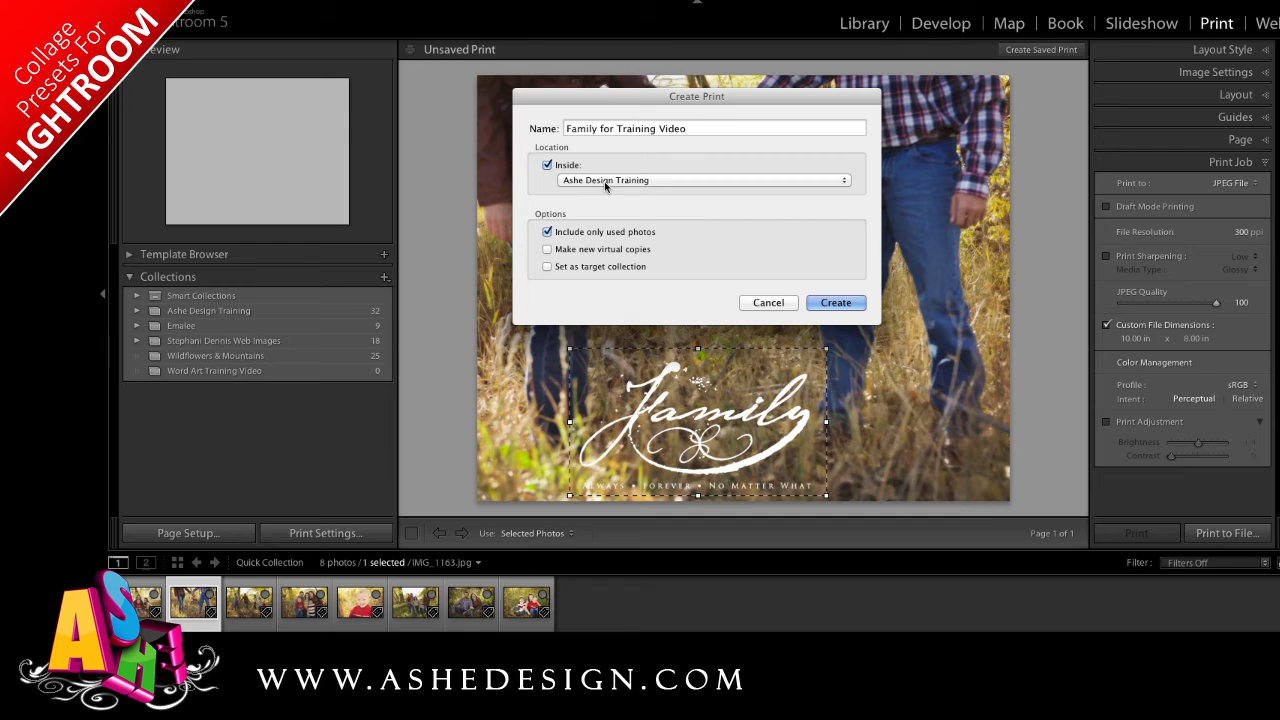 Collage
Presets For
LIGHTROOM
room 5
Library | Develop | Map | Book | Slideshow | Print |
view
Unsaved Print
Create Saved Print
Layout Style
Image Settings
Layout
Guides
Page
Print Job
Create Print
Name: Family for Training Video
Location
Inside:
Ashe Design Training
Options
Include only used photos
Make new virtual copies
Set as target collection
Cancel
Create
Template Browser
Collections
Smart Collections
Ashe Design Training 32
Emalee 9
Stephani Dennis Web Images 18
Wildflowers & Mountains 25
Word Art Training Video 0
Print to: JPEG File
Draft Mode Printing
File Resolution 300 ppi
Print Sharpening: Low
Media Type: Glossy
JPEG Quality
100
Custom File Dimensions:
10.00 in x 8.00 in
Color Management
Profile: sRGB
Intent: Perceptual Relative
Print Adjustment
Brightness
Contrast
Family
Always • Forever • No Matter What
Page Setup...
Print Settings...
Use: Selected Photos
Page 1 of 1
Print
Print to File...
1 2
Quick Collection
8 photos / 1 selected / IMG_1163.jpg
Filter: Filters Off
ASHE
WWW.ASHEDESIGN.COM